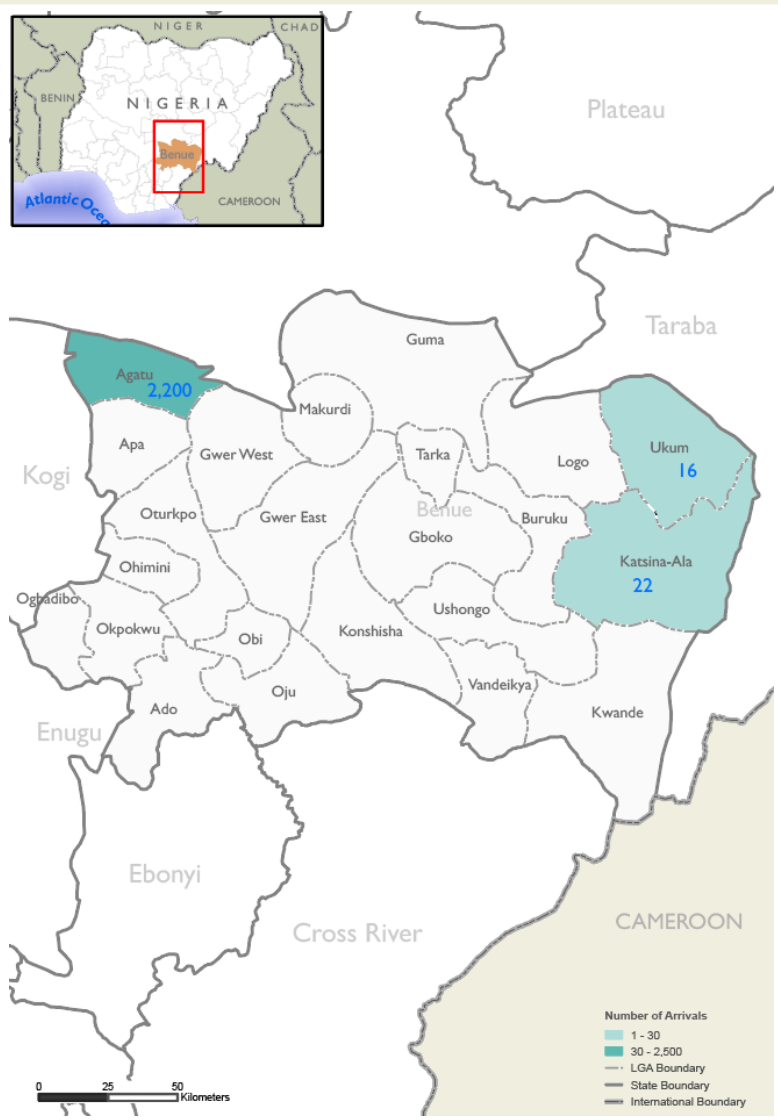 NIGER
CHAD
BENIN
NIGERIA
Benue
CAMEROON
Atlantic Ocea
Plateau
Taraba
Guma
Agatu
2,200
Makurdi
Apa
Gwer West
Tarka
Logo
Ukum
16
Kogi
Oturkpo
Gwer East
Benue
Buruku
Gboko
Katsina-Ala
22
Ohimini
Ogbadibo
Ushongo
Okpokwu
Obi
Konshisha
Vandeikya
Oju
Ado
Kwande
Enugu
Ebonyi
Cross River
CAMEROON
Number of Arrivals
1 - 30
30 - 2,500
LGA Boundary
State Boundary
International Boundary
0 25 50
Kilometers